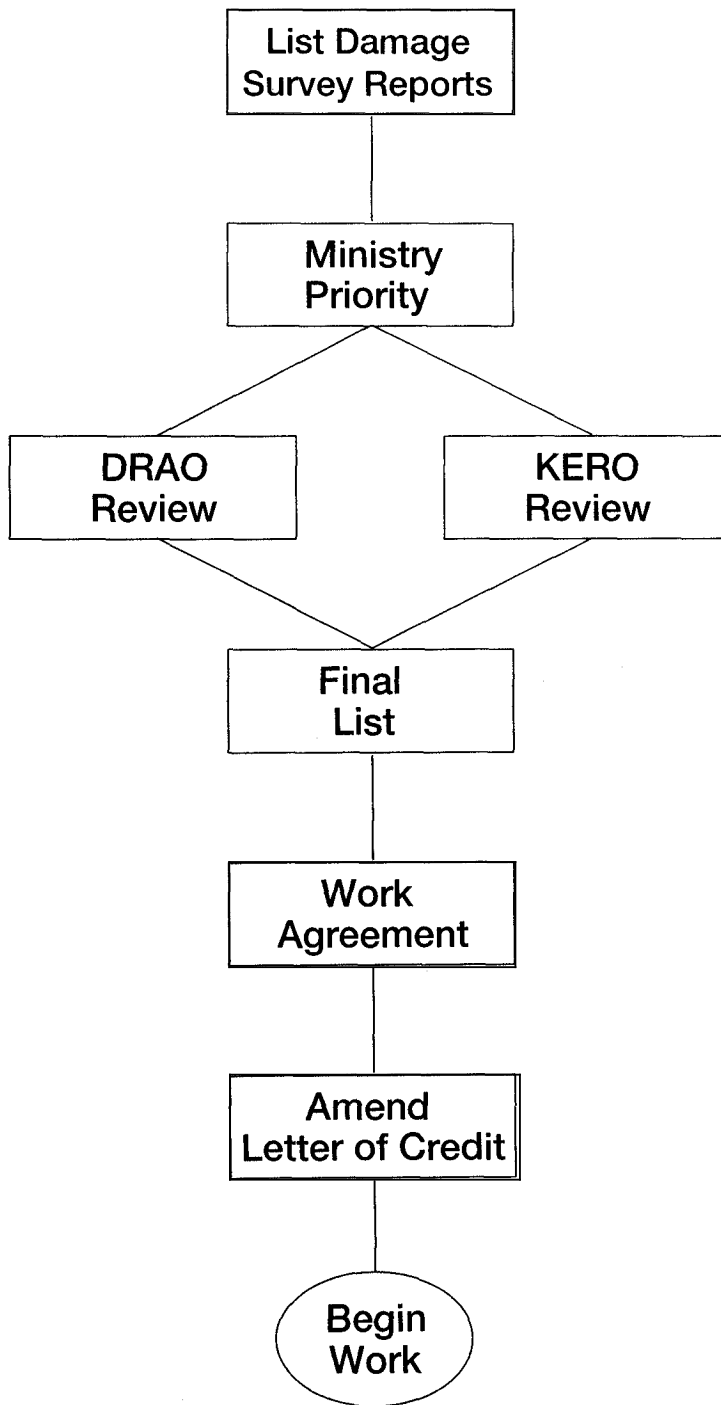 List Damage
Survey Reports
Ministry
Priority
DRAO
Review
KERO
Review
Final
List
Work
Agreement
Amend
Letter of Credit
Begin
Work